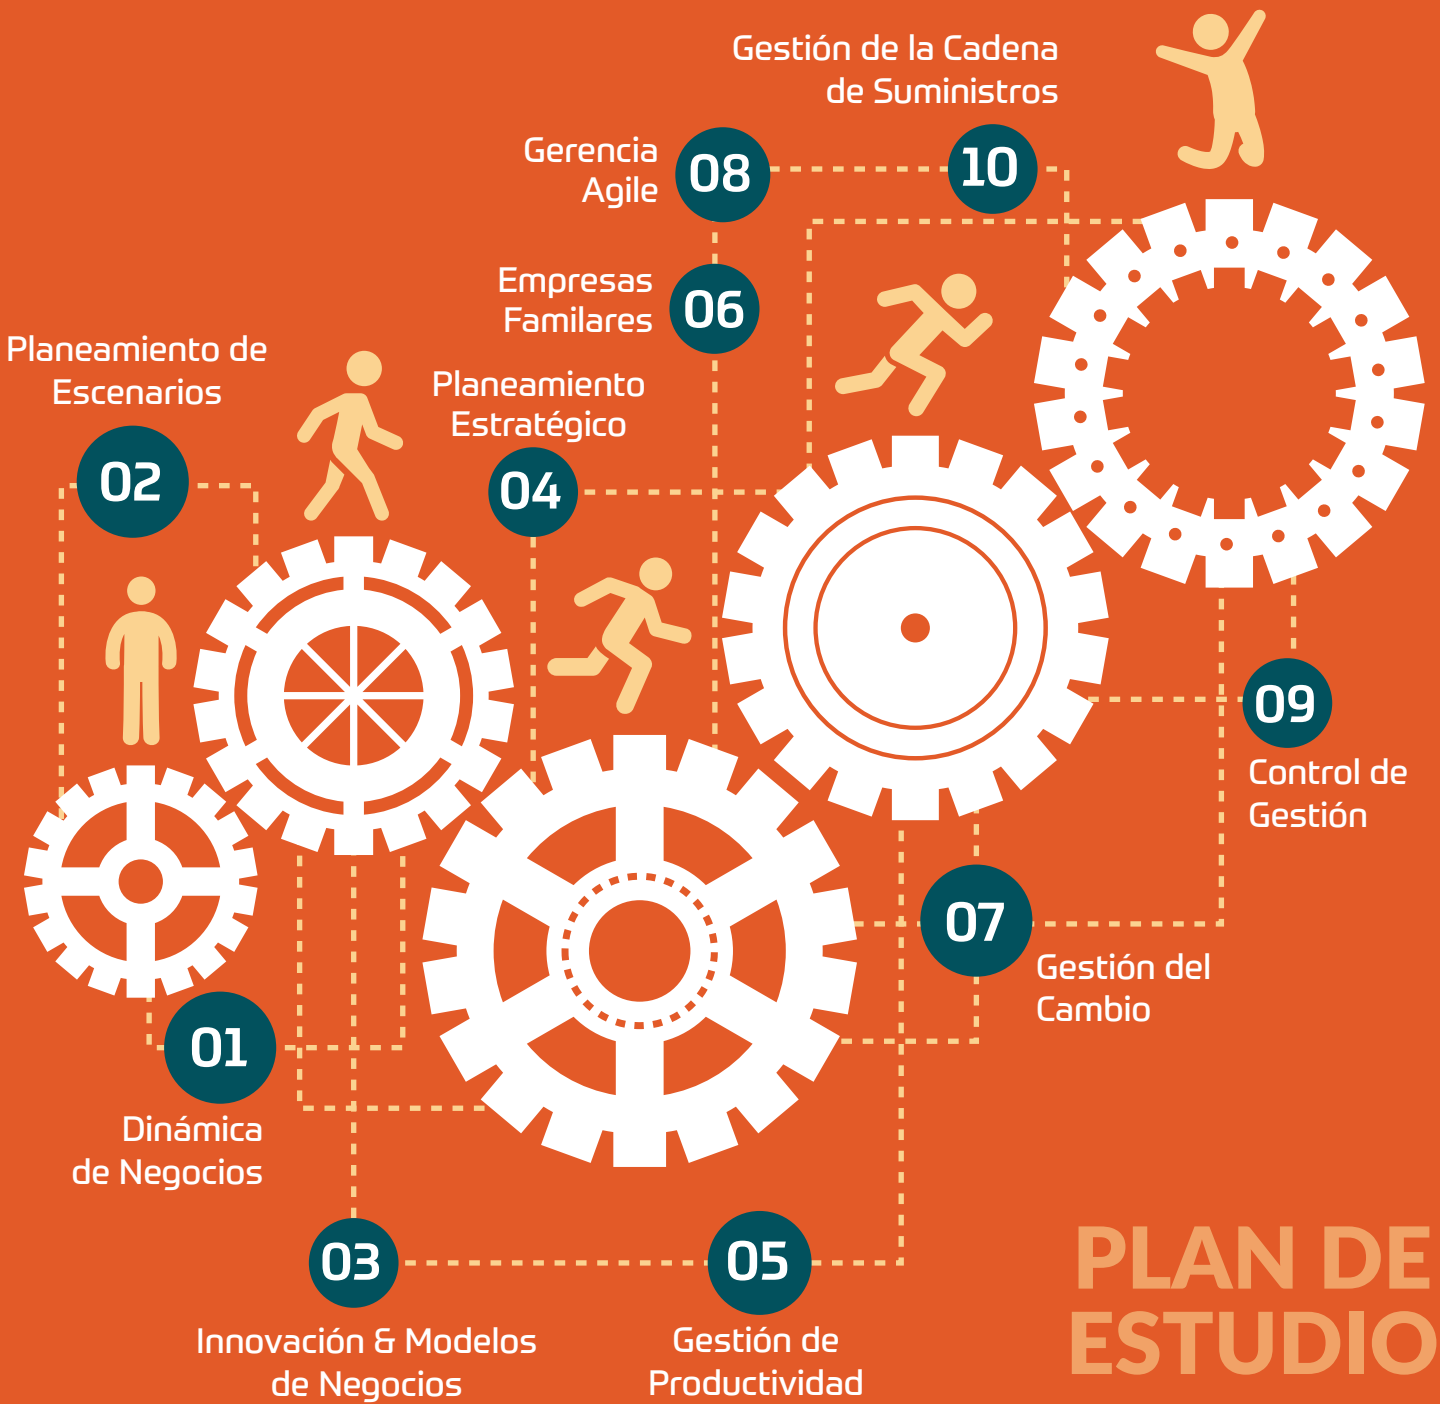 Gestión de la Cadena
de Suministros
10
Gerencia
Agile
08
Empresas
Familares
06
Planeamiento de
Escenarios
02
Planeamiento
Estratégico
04
09
Control de
Gestión
07
Gestión del
Cambio
01
Dinámica
de Negocios
03
Innovación & Modelos
de Negocios
05
Gestión de
Productividad
PLAN DE
ESTUDIO